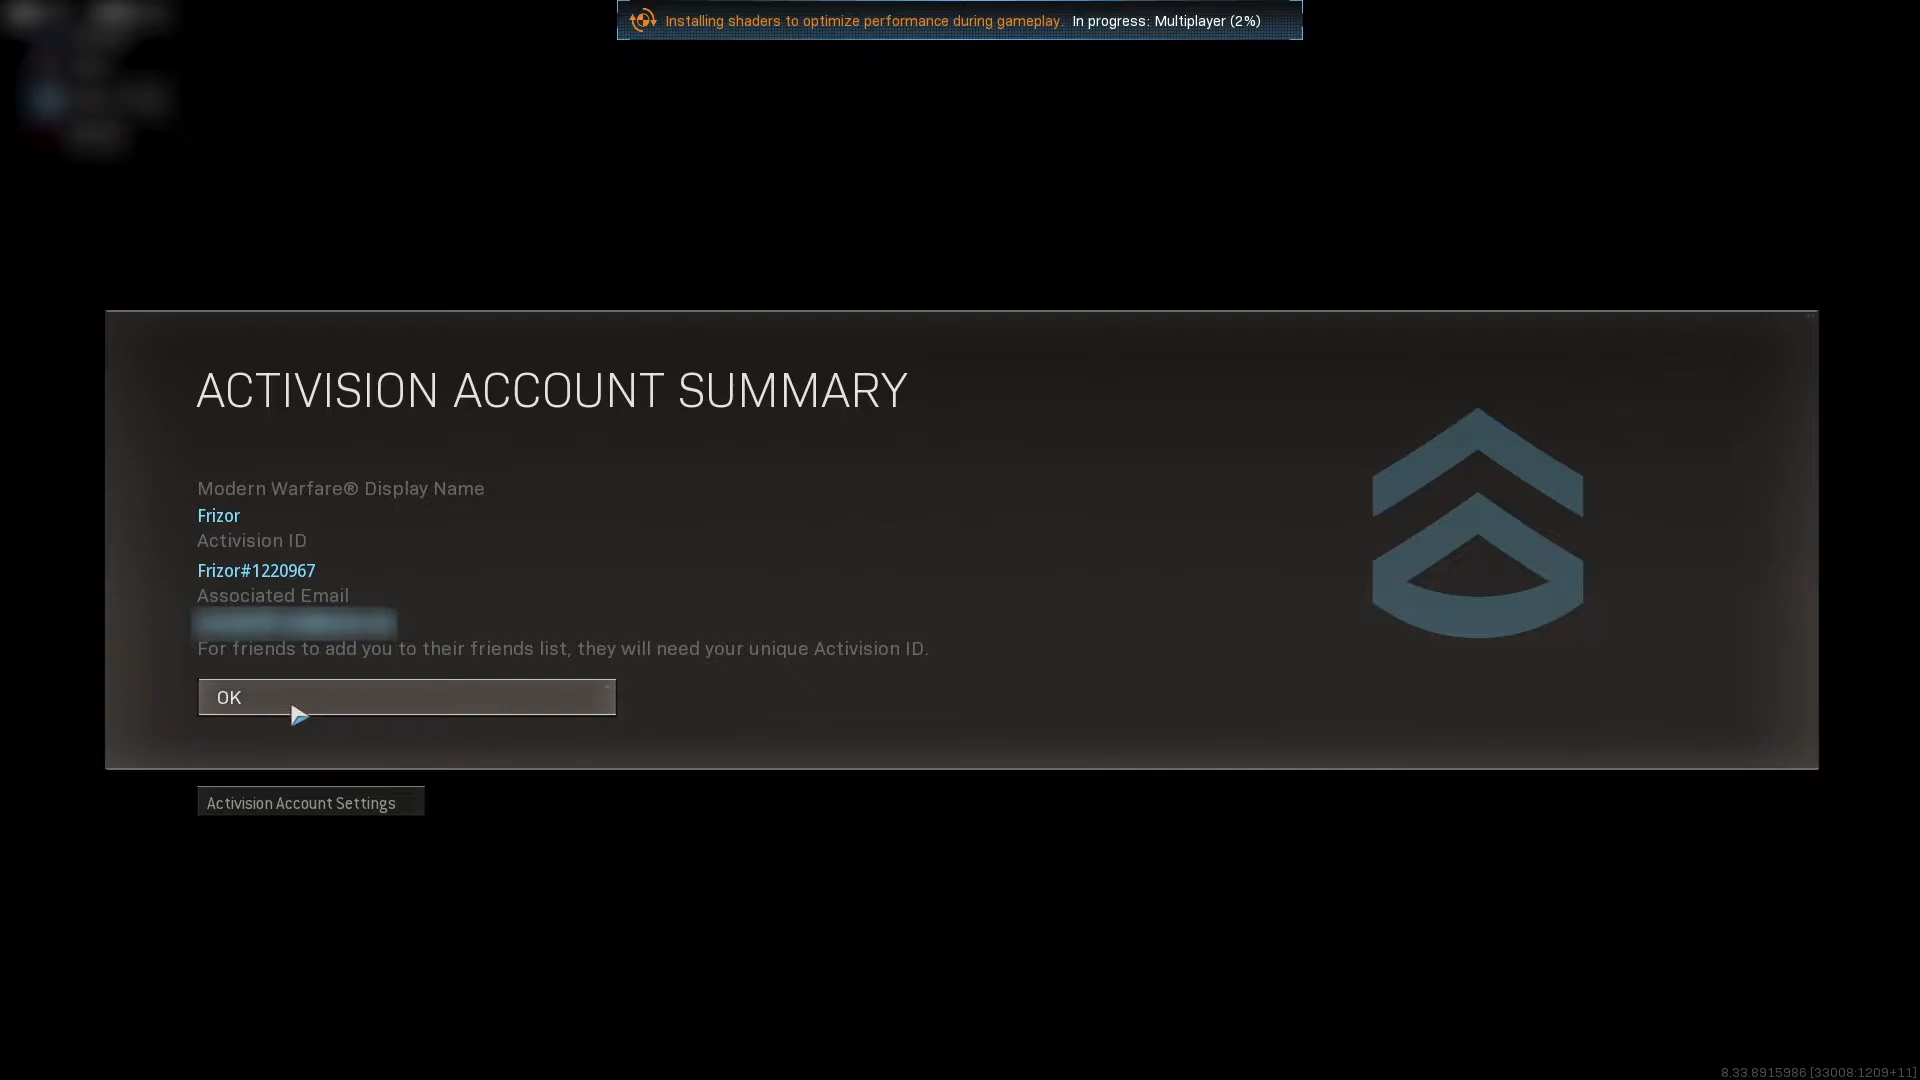 Installing shaders to optimize performance during gameplay. In progress: Multiplayer (2%)
ACTIVISION ACCOUNT SUMMARY
Modern Warfare® Display Name
Frizor
Activision ID
Frizor#1220967
Associated Email
For friends to add you to their friends list, they will need your unique Activision ID.
OK
Activision Account Settings
8.33.8915986 [33008:1209+11]